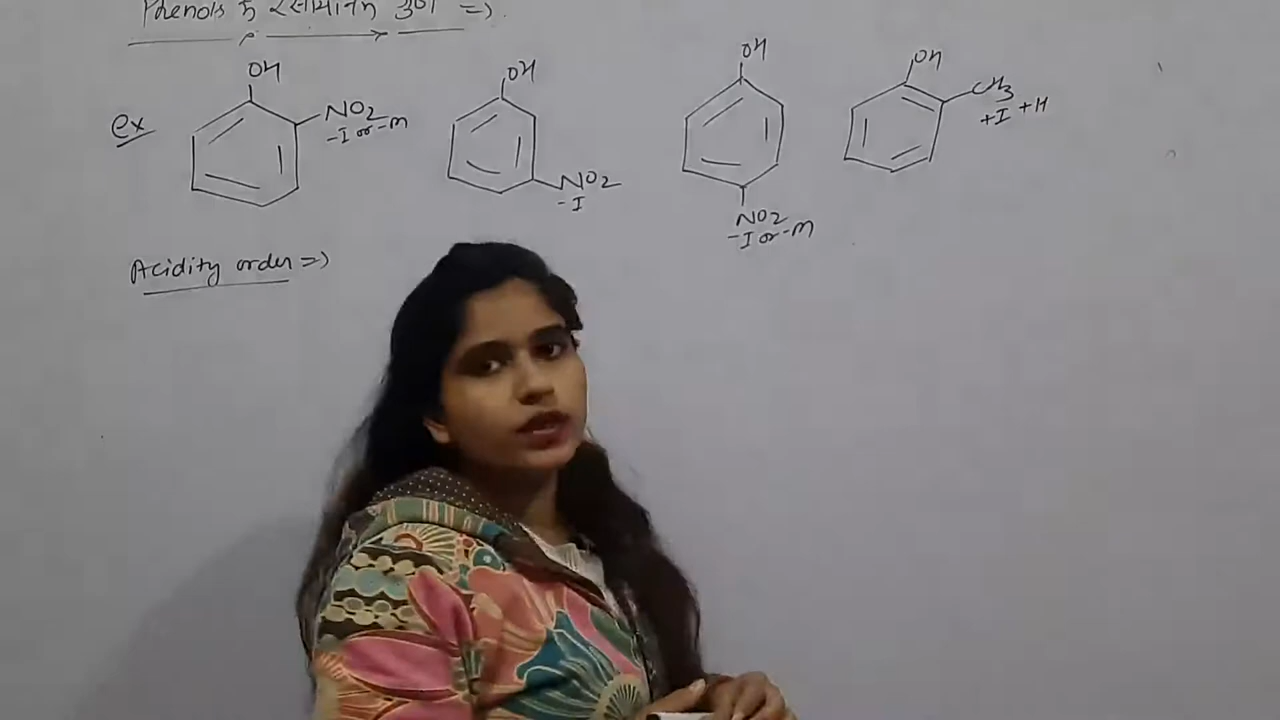 Phenols के रसायनिक गुण =>
ex
OH
NO2
-I or -m
OH
NO2
-I
OH
NO2
-I or -m
OH
CH3
+I +H
Acidity order =>